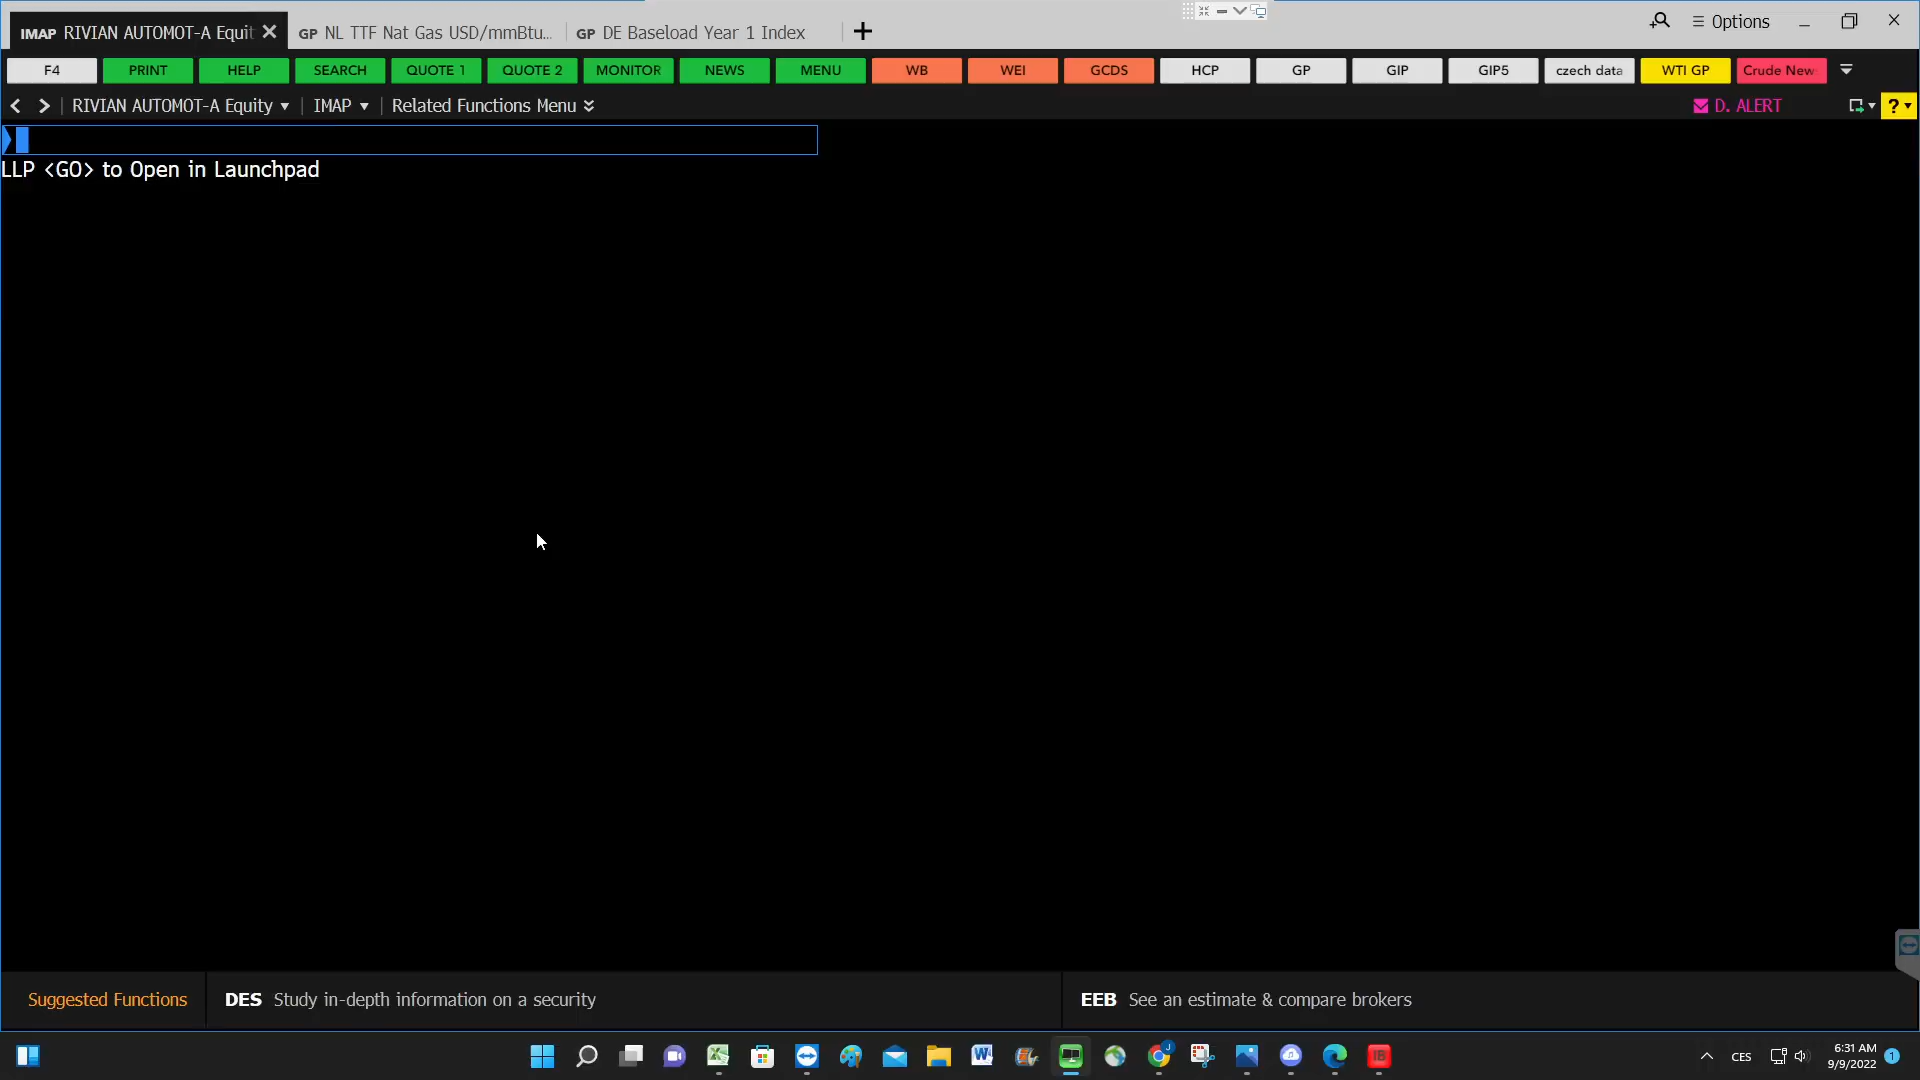 IMAP RIVIAN AUTOMOT-A Equit GP NL TTF Nat Gas USD/mmBtu... GP DE Baseload Year 1 Index Options
F4 PRINT HELP SEARCH QUOTE 1 QUOTE 2 MONITOR NEWS MENU WB WEI GCDS HCP GP GIP GIP5 czech data WTI GP Crude New
RIVIAN AUTOMOT-A Equity IMAP Related Functions Menu D. ALERT ?
LLP <GO> to Open in Launchpad
Suggested Functions DES Study in-depth information on a security EEB See an estimate & compare brokers
J
W
IB
CES
6:31 AM
9/9/2022
1